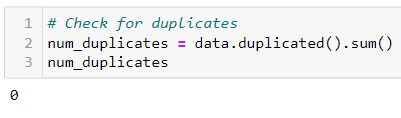 1 # Check for duplicates
2 num_duplicates = data.duplicated().sum()
3 num_duplicates
0